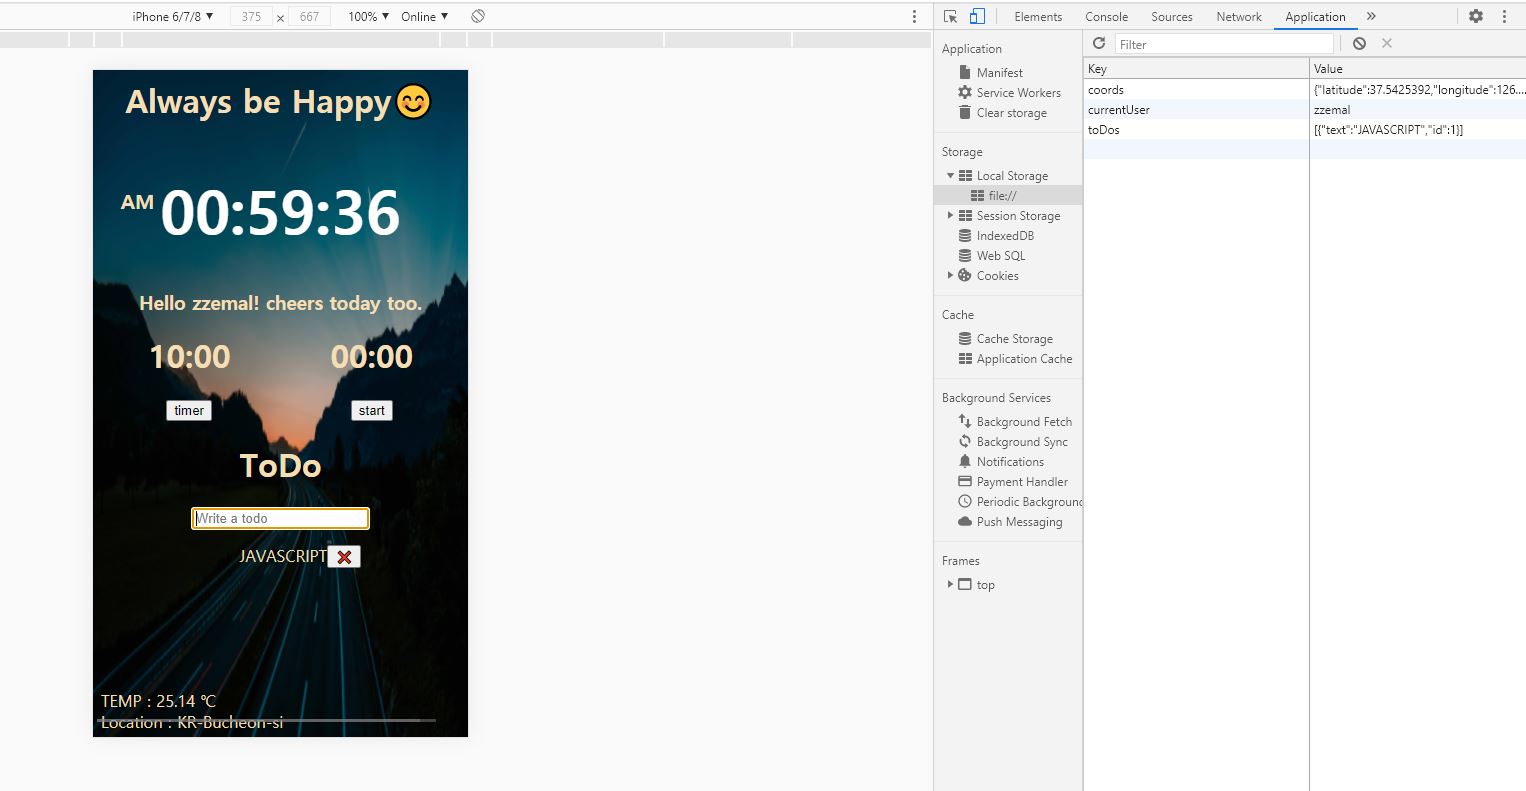 iPhone 6/7/8 ▼ 375 × 667 100% ▼ Online ▼
Always be Happy😊
AM 00:59:36
Hello zzemal! cheers today too.
10:00 00:00
timer start
ToDo
Write a todo
JAVASCRIPT❌
TEMP : 25.14 ℃
Location : KR-Bucheon-si
Elements Console Sources Network Application »
Application
Manifest
Service Workers
Clear storage
Storage
Local Storage
file://
Session Storage
IndexedDB
Web SQL
Cookies
Cache
Cache Storage
Application Cache
Background Services
Background Fetch
Background Sync
Notifications
Payment Handler
Periodic Background
Push Messaging
Frames
top
Filter
Key Value
coords {"latitude":37.5425392,"longitude":126....
currentUser zzemal
toDos [{"text":"JAVASCRIPT","id":1}]